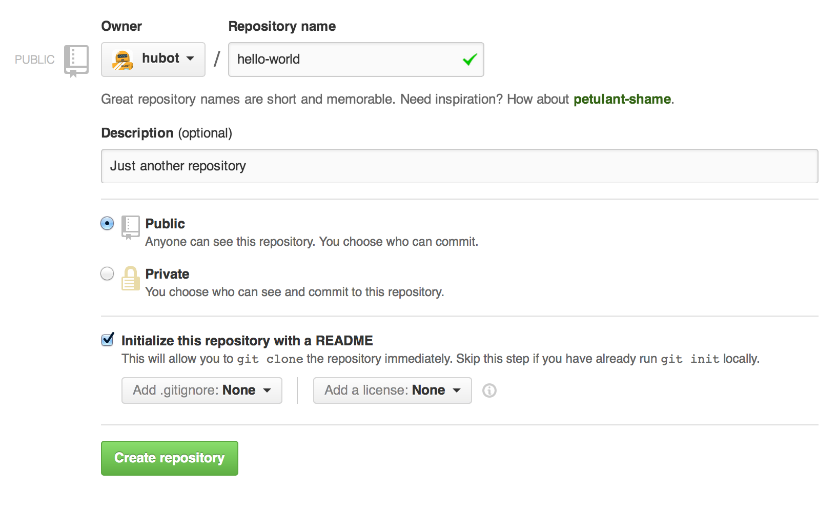 Owner Repository name
PUBLIC hubot / hello-world
Great repository names are short and memorable. Need inspiration? How about petulant-shame.
Description (optional)
Just another repository
Public
Anyone can see this repository. You choose who can commit.
Private
You choose who can see and commit to this repository.
Initialize this repository with a README
This will allow you to git clone the repository immediately. Skip this step if you have already run git init locally.
Add .gitignore: None Add a license: None
Create repository